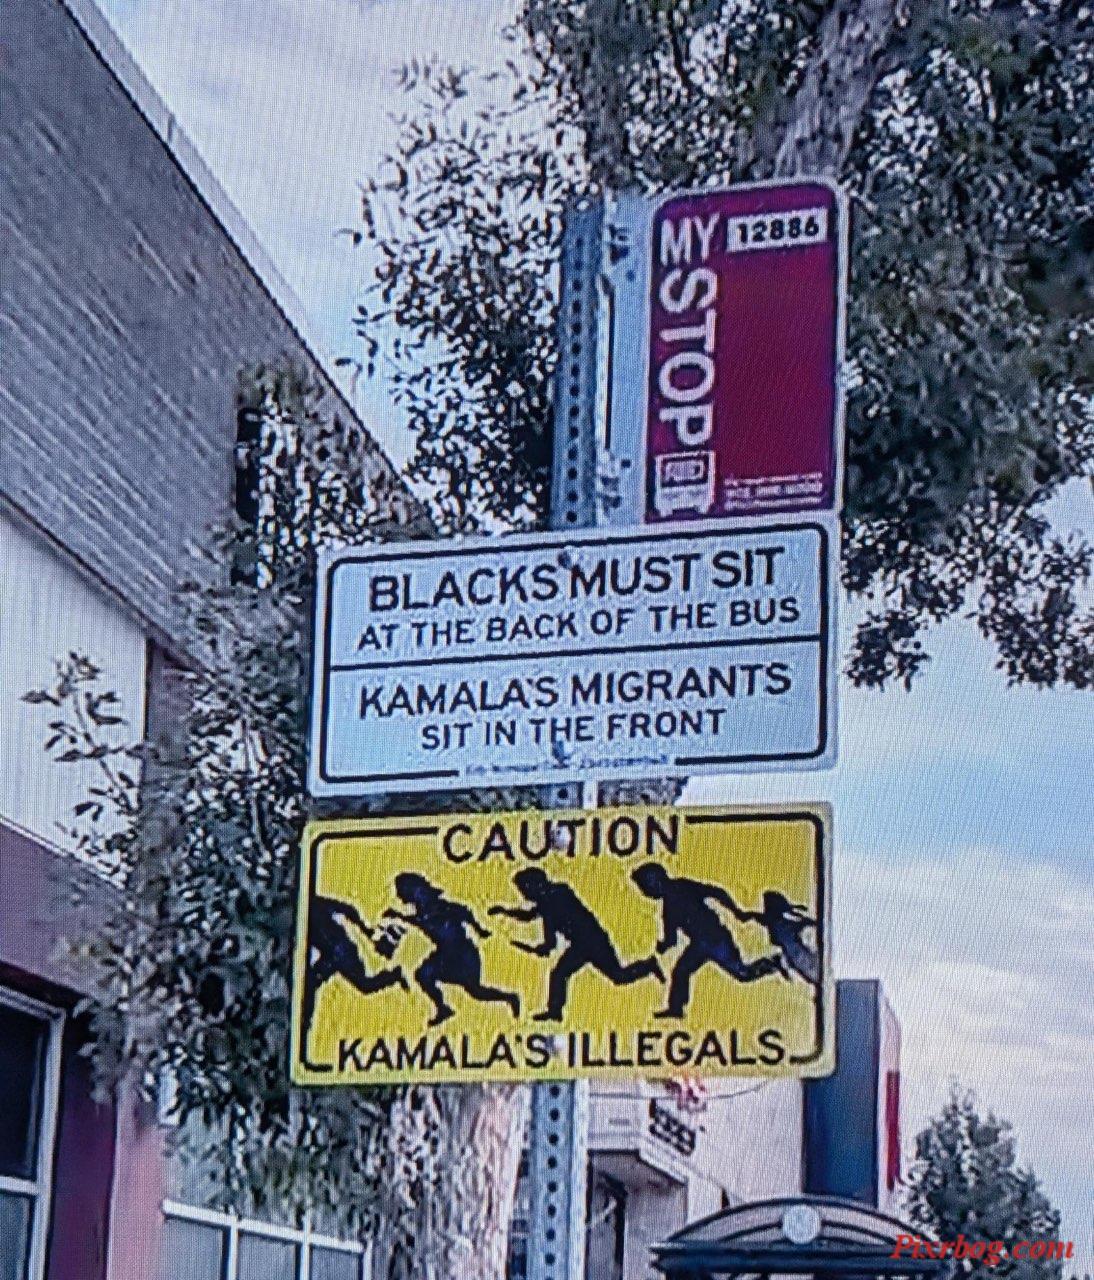 MY
12886
STOP
BLACKS MUST SIT
AT THE BACK OF THE BUS
KAMALA'S MIGRANTS
SIT IN THE FRONT
CAUTION
KAMALA'S ILLEGALS
Pixrbog.com